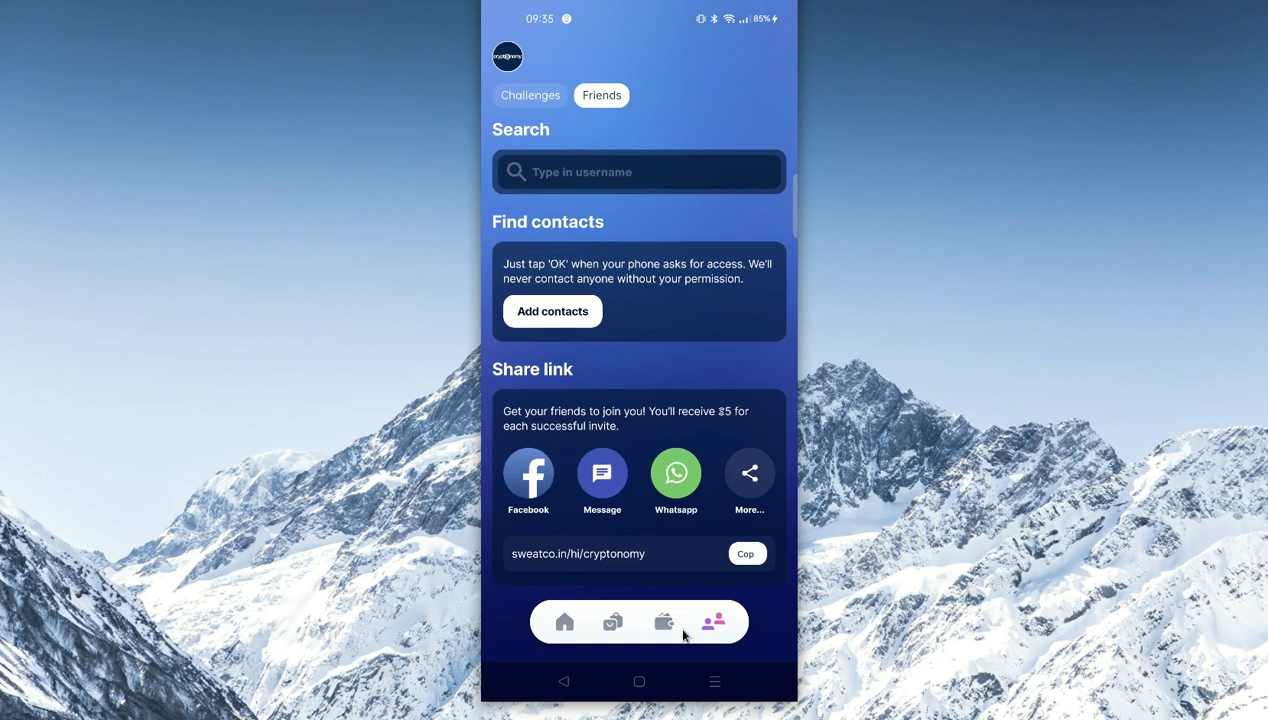 09:35
85%
cryptonomy
Challenges
Friends
Search
Type in username
Find contacts
Just tap 'OK' when your phone asks for access. We'll
never contact anyone without your permission.
Add contacts
Share link
Get your friends to join you! You'll receive 5 for
each successful invite.
Facebook
Message
Whatsapp
More...
sweatco.in/hi/cryptonomy
Cop